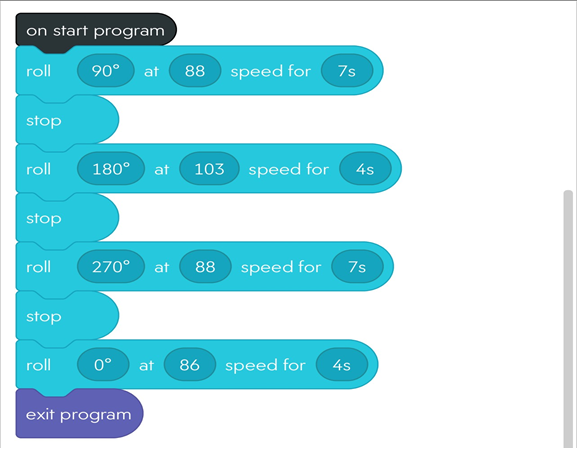 on start program
roll 90° at 88 speed for 7s
stop
roll 180° at 103 speed for 4s
stop
roll 270° at 88 speed for 7s
stop
roll 0° at 86 speed for 4s
exit program